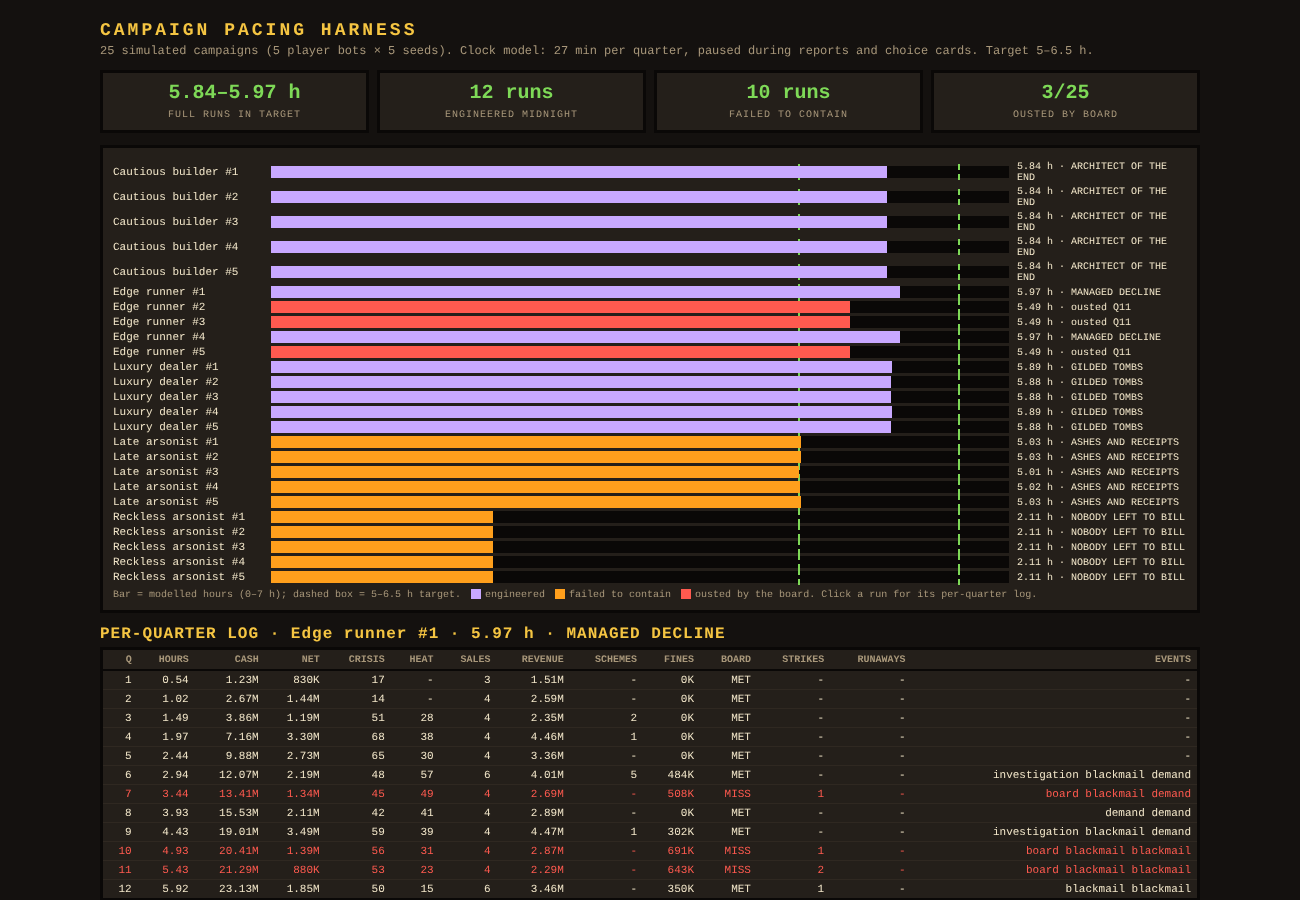 CAMPAIGN PACING HARNESS
25 simulated campaigns (5 player bots × 5 seeds). Clock model: 27 min per quarter, paused during reports and choice cards. Target 5–6.5 h.
5.84–5.97 h
FULL RUNS IN TARGET
12 runs
ENGINEERED MIDNIGHT
10 runs
FAILED TO CONTAIN
3/25
OUSTED BY BOARD
Cautious builder #1 5.84 h · ARCHITECT OF THE
END
Cautious builder #2 5.84 h · ARCHITECT OF THE
END
Cautious builder #3 5.84 h · ARCHITECT OF THE
END
Cautious builder #4 5.84 h · ARCHITECT OF THE
END
Cautious builder #5 5.84 h · ARCHITECT OF THE
END
Edge runner #1 5.97 h · MANAGED DECLINE
Edge runner #2 5.49 h · ousted Q11
Edge runner #3 5.49 h · ousted Q11
Edge runner #4 5.97 h · MANAGED DECLINE
Edge runner #5 5.49 h · ousted Q11
Luxury dealer #1 5.89 h · GILDED TOMBS
Luxury dealer #2 5.88 h · GILDED TOMBS
Luxury dealer #3 5.88 h · GILDED TOMBS
Luxury dealer #4 5.89 h · GILDED TOMBS
Luxury dealer #5 5.88 h · GILDED TOMBS
Late arsonist #1 5.03 h · ASHES AND RECEIPTS
Late arsonist #2 5.03 h · ASHES AND RECEIPTS
Late arsonist #3 5.01 h · ASHES AND RECEIPTS
Late arsonist #4 5.02 h · ASHES AND RECEIPTS
Late arsonist #5 5.03 h · ASHES AND RECEIPTS
Reckless arsonist #1 2.11 h · NOBODY LEFT TO BILL
Reckless arsonist #2 2.11 h · NOBODY LEFT TO BILL
Reckless arsonist #3 2.11 h · NOBODY LEFT TO BILL
Reckless arsonist #4 2.11 h · NOBODY LEFT TO BILL
Reckless arsonist #5 2.11 h · NOBODY LEFT TO BILL
Bar = modelled hours (0–7 h); dashed box = 5–6.5 h target. engineered failed to contain ousted by the board. Click a run for its per-quarter log.
PER-QUARTER LOG · Edge runner #1 · 5.97 h · MANAGED DECLINE
Q HOURS CASH NET CRISIS HEAT SALES REVENUE SCHEMES FINES BOARD STRIKES RUNAWAYS EVENTS
1 0.54 1.23M 830K 17 - 3 1.51M - 0K MET - - -
2 1.02 2.67M 1.44M 14 - 4 2.59M - 0K MET - - -
3 1.49 3.86M 1.19M 51 28 4 2.35M 2 0K MET - - -
4 1.97 7.16M 3.30M 68 38 4 4.46M 1 0K MET - - -
5 2.44 9.88M 2.73M 65 30 4 3.36M - 0K MET - - -
6 2.94 12.07M 2.19M 48 57 6 4.01M 5 484K MET - - investigation blackmail demand
7 3.44 13.41M 1.34M 45 49 4 2.69M - 508K MISS 1 - board blackmail demand
8 3.93 15.53M 2.11M 42 41 4 2.89M - 0K MET - - demand demand
9 4.43 19.01M 3.49M 59 39 4 4.47M 1 302K MET - - investigation blackmail demand
10 4.93 20.41M 1.39M 56 31 4 2.87M - 691K MISS 1 - board blackmail blackmail
11 5.43 21.29M 880K 53 23 4 2.29M - 643K MISS 2 - board blackmail blackmail
12 5.92 23.13M 1.85M 50 15 6 3.46M - 350K MET 1 - blackmail blackmail